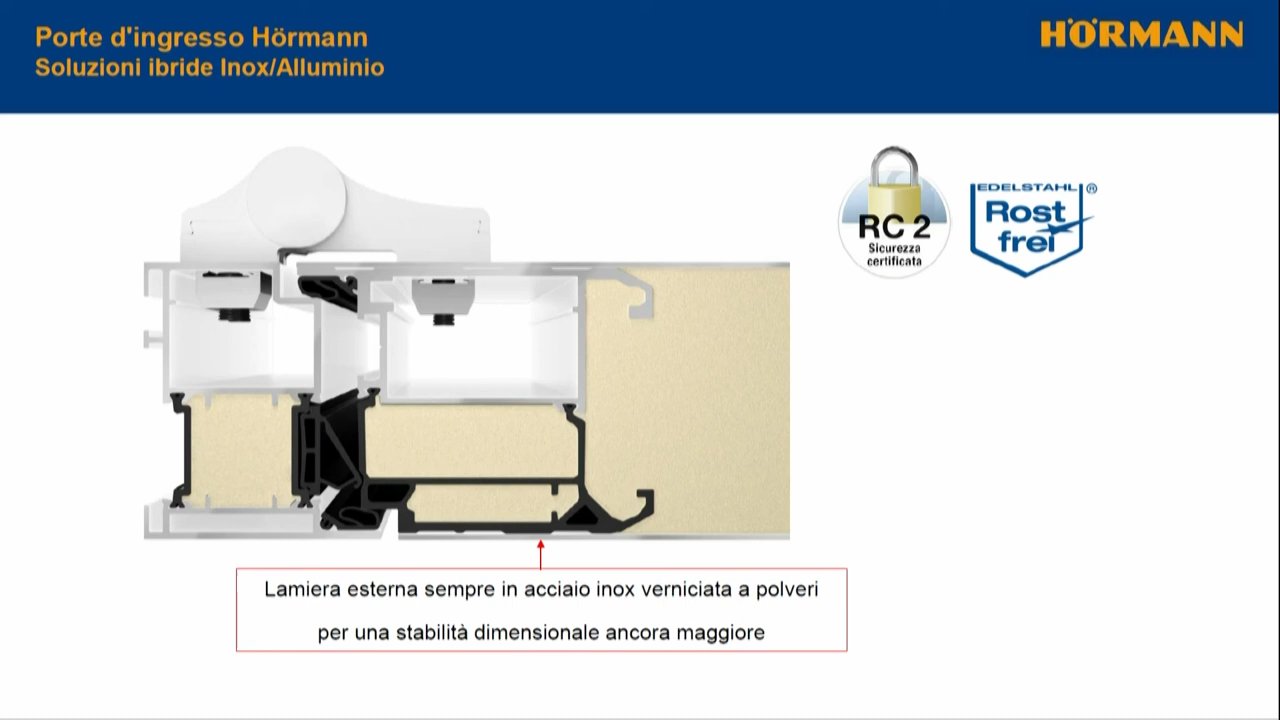 Porte d'ingresso Hörmann
Soluzioni ibride Inox/Alluminio
HÖRMANN
RC 2
Sicurezza
certificata
EDELSTAHL ®
Rost
frei
Lamiera esterna sempre in acciaio inox verniciata a polveri
per una stabilità dimensionale ancora maggiore